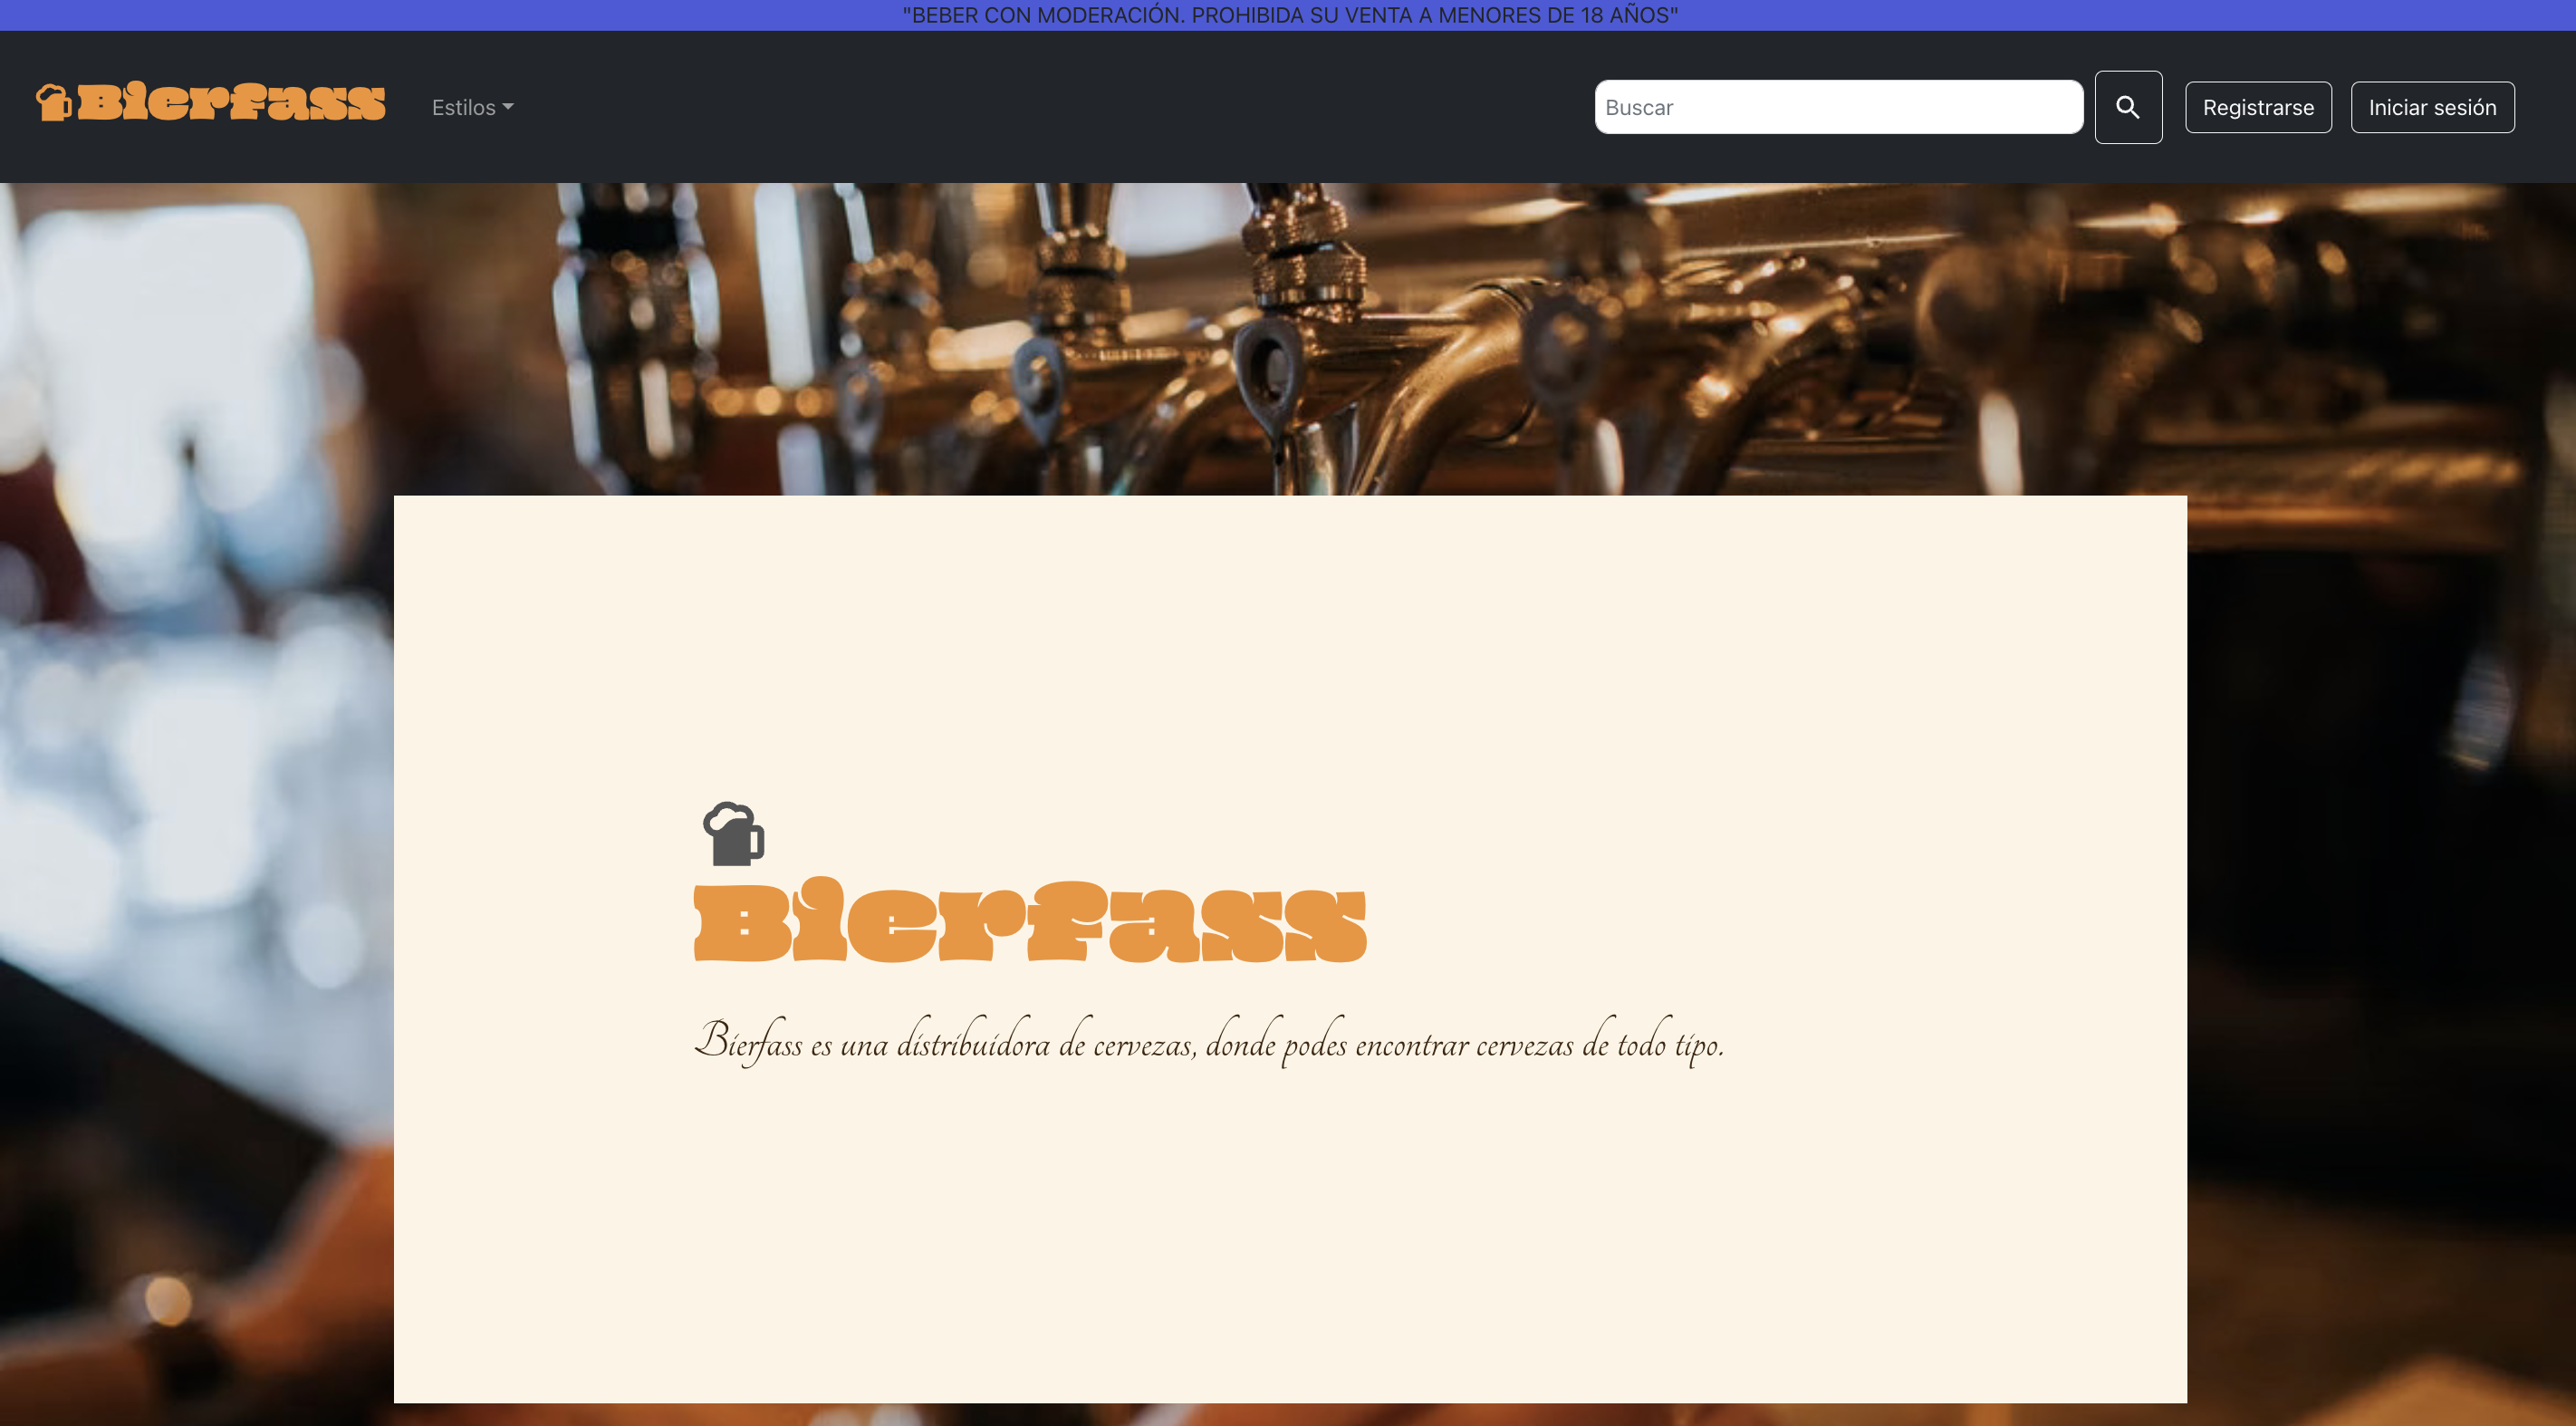 "BEBER CON MODERACIÓN. PROHIBIDA SU VENTA A MENORES DE 18 AÑOS"
Bierfass Estilos Buscar Registrarse Iniciar sesión
Bierfass
Bierfass es una distribuidora de cervezas, donde podes encontrar cervezas de todo tipo.